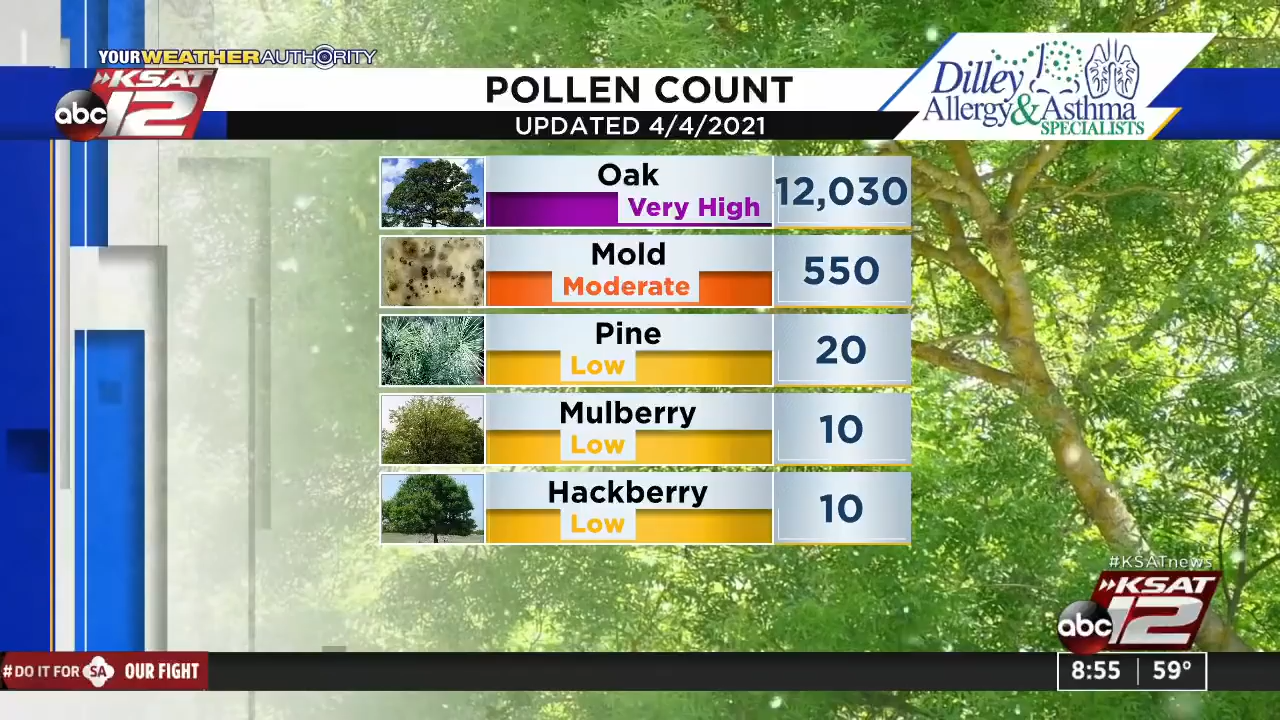 YOURWEATHERAUTHORITY
KSAT
abc 12
POLLEN COUNT
UPDATED 4/4/2021
Dilley
Allergy&Asthma
SPECIALISTS
Oak
Very High
12,030
Mold
Moderate
550
Pine
Low
20
Mulberry
Low
10
Hackberry
Low
10
#KSATnews
KSAT
abc 12
#DO IT FOR SA OUR FIGHT
8:55 59°